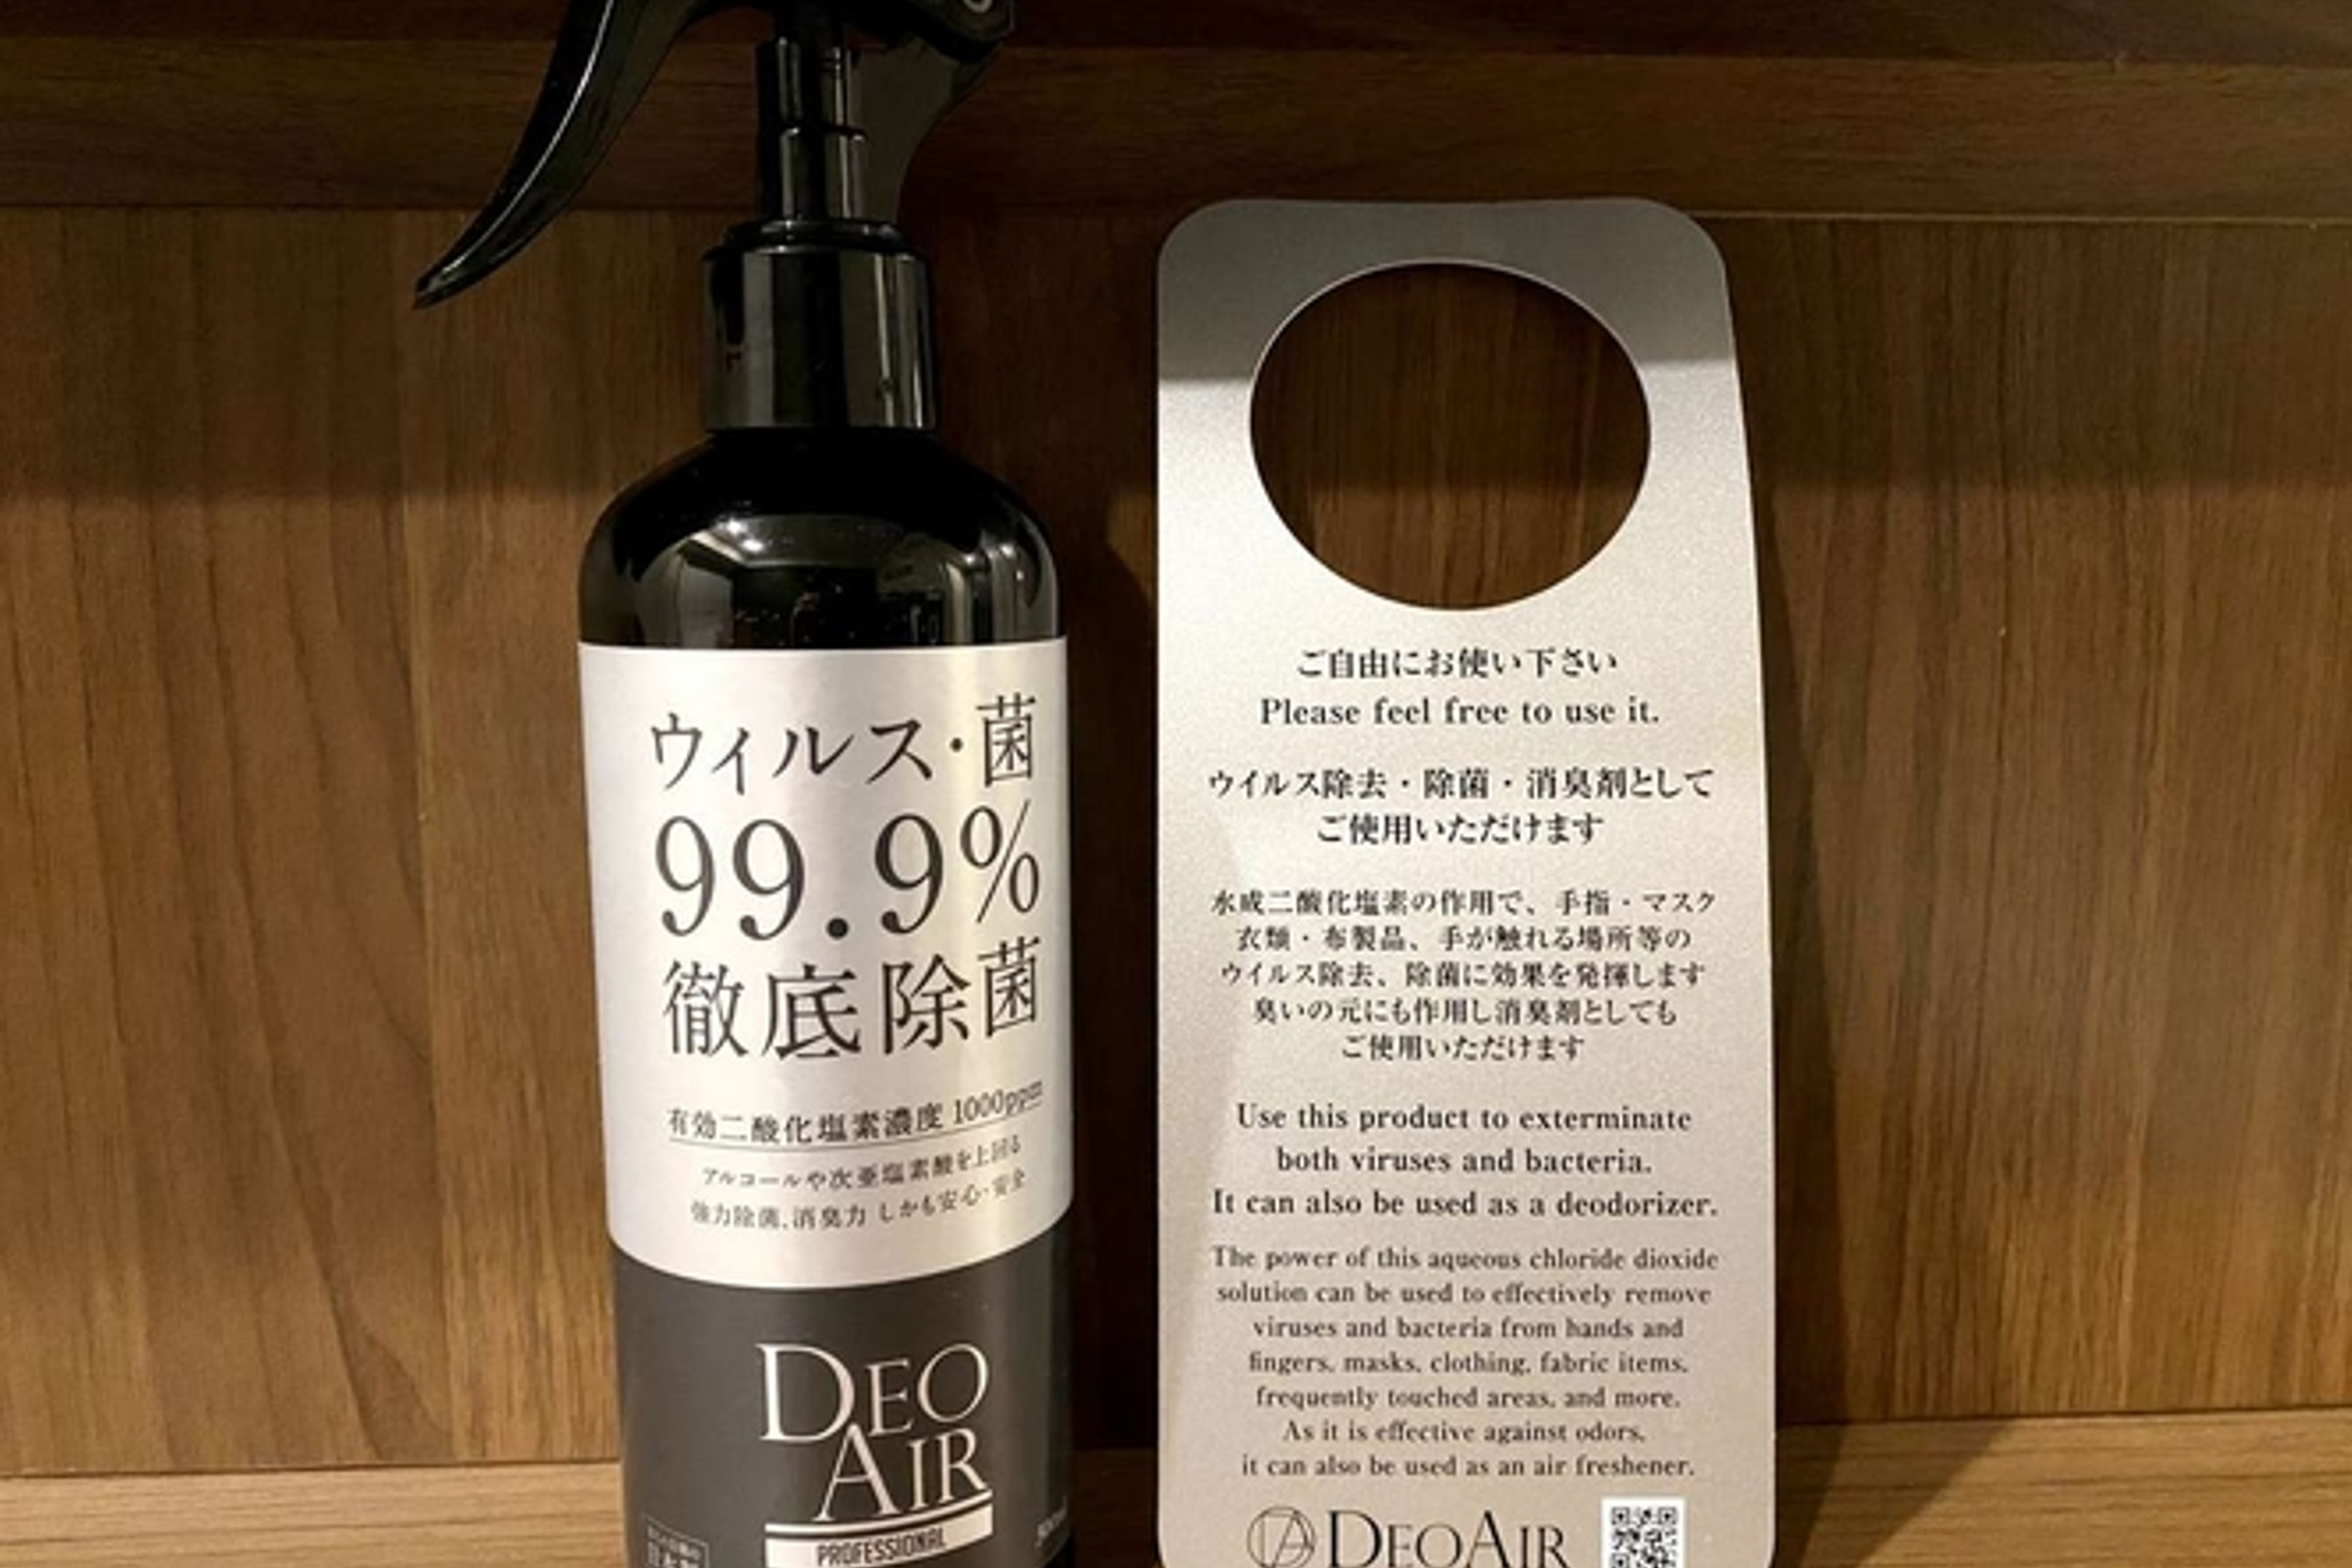 ウィルス・菌
99.9%
徹底除菌
有効二酸化塩素濃度 1000ppm
アルコールや次亜塩素酸を上回る
強力除菌、消臭力 しかも安心・安全
DEO
AIR
PROFESSIONAL
ご自由にお使い下さい
Please feel free to use it.
ウイルス除去・除菌・消臭剤として
ご使用いただけます
水成二酸化塩素の作用で、手指・マスク
衣類・布製品、手が触れる場所等の
ウイルス除去、除菌に効果を発揮します
臭いの元にも作用し消臭剤としても
ご使用いただけます
Use this product to exterminate
both viruses and bacteria.
It can also be used as a deodorizer.
The power of this aqueous chloride dioxide
solution can be used to effectively remove
viruses and bacteria from hands and
fingers, masks, clothing, fabric items,
frequently touched areas, and more.
As it is effective against odors,
it can also be used as an air freshener.
DEOAIR